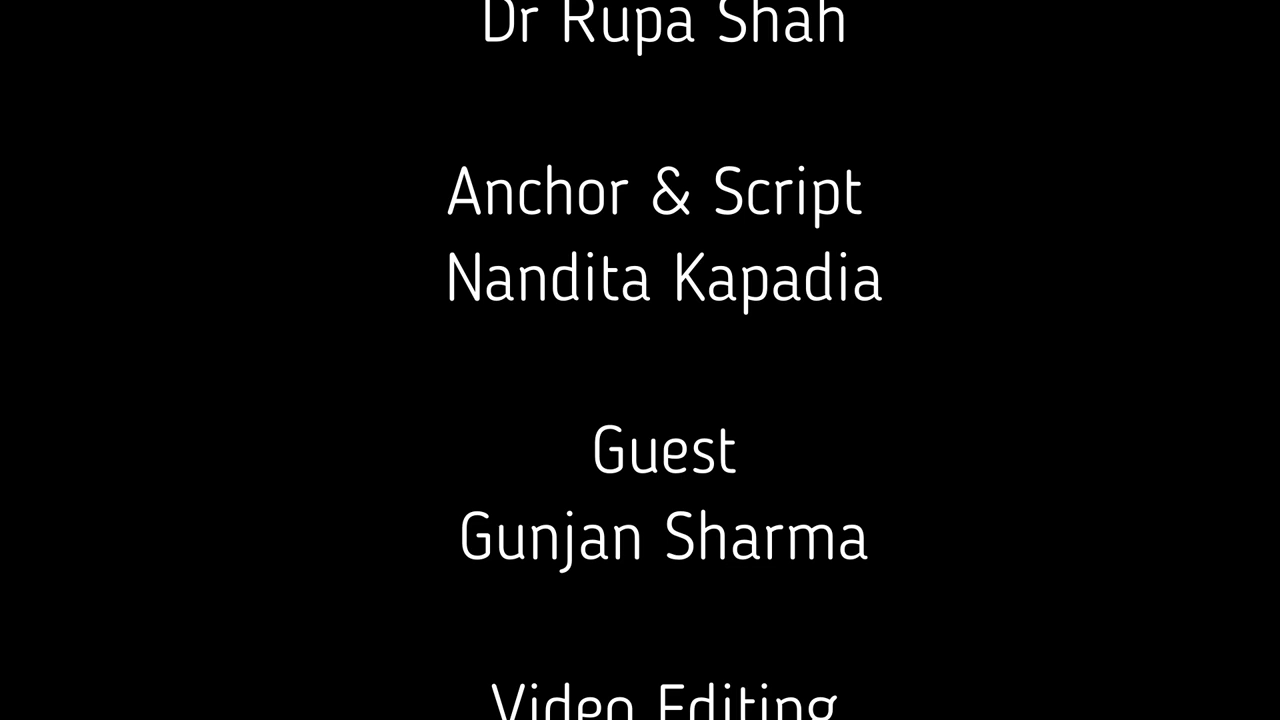 Dr Rupa Shah
Anchor & Script
Nandita Kapadia
Guest
Gunjan Sharma
Video Editing